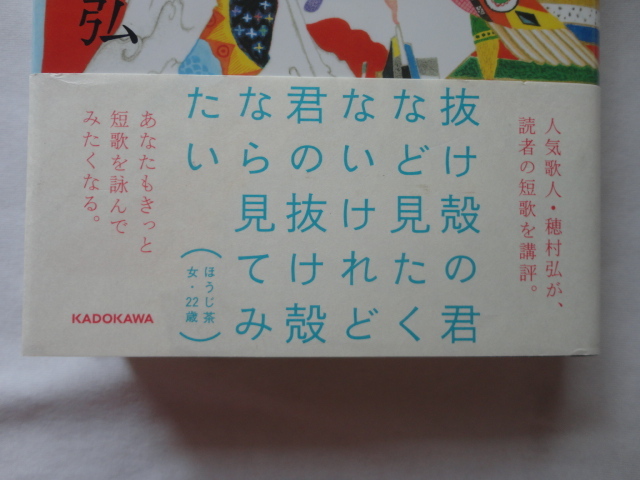 弘
人気歌人・穂村弘が、
読者の短歌を講評。
抜け殻の君
など見たく
ないけれど
君の抜け殻
なら見てみ
たい
（ほうじ茶
女・22歳）
あなたもきっと
短歌を詠んで
みたくなる。
KADOKAWA